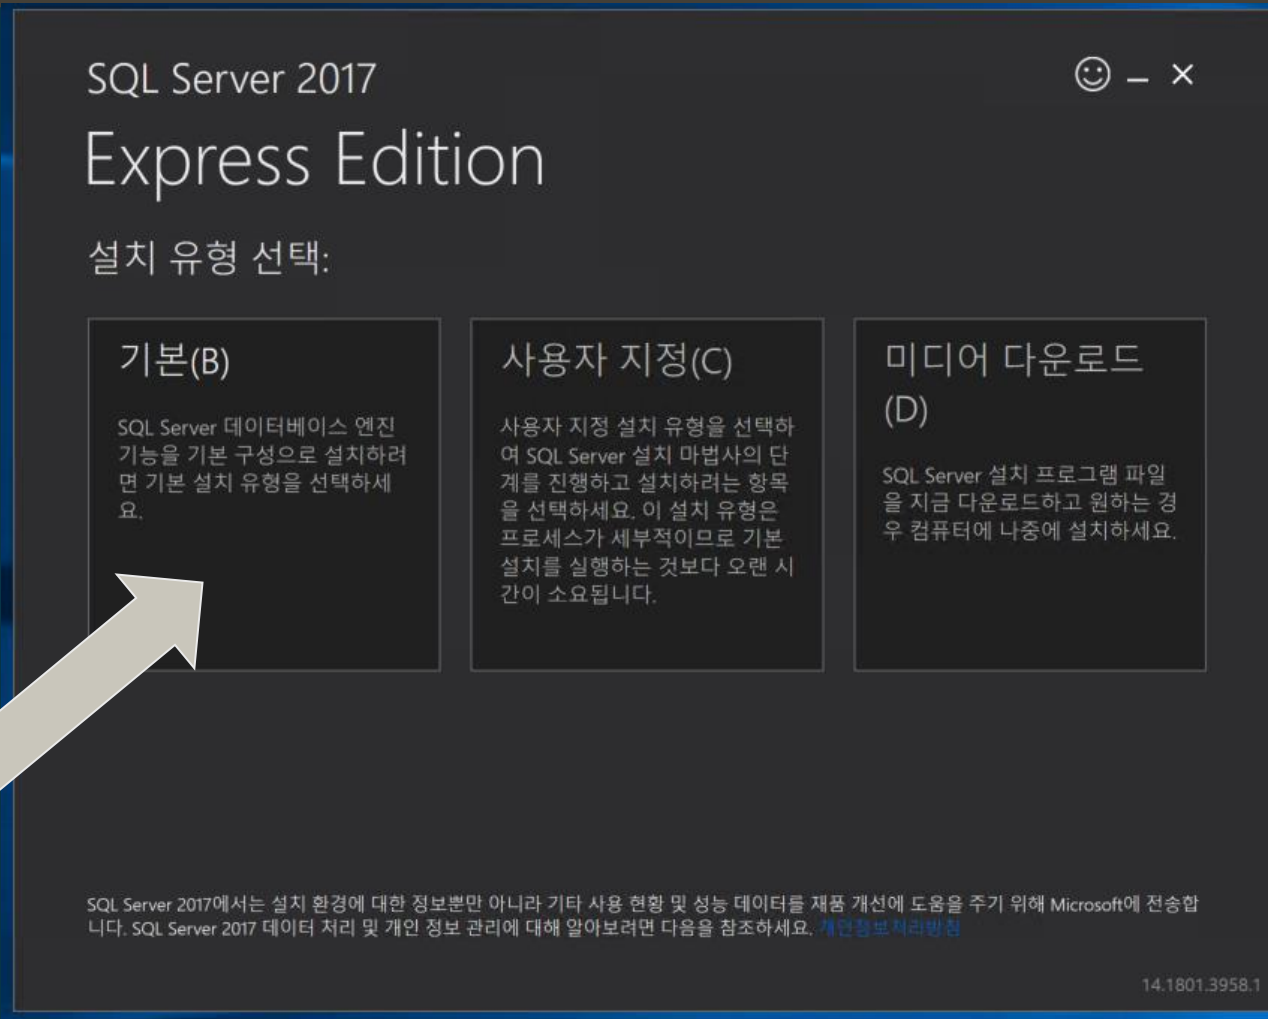 SQL Server 2017
Express Edition
설치 유형 선택:
기본(B)
SQL Server 데이터베이스 엔진
기능을 기본 구성으로 설치하려
면 기본 설치 유형을 선택하세
요.
사용자 지정(C)
사용자 지정 설치 유형을 선택하
여 SQL Server 설치 마법사의 단
계를 진행하고 설치하려는 항목
을 선택하세요. 이 설치 유형은
프로세스가 세부적이므로 기본
설치를 실행하는 것보다 오랜 시
간이 소요됩니다.
미디어 다운로드
(D)
SQL Server 설치 프로그램 파일
을 지금 다운로드하고 원하는 경
우 컴퓨터에 나중에 설치하세요.
SQL Server 2017에서는 설치 환경에 대한 정보뿐만 아니라 기타 사용 현황 및 성능 데이터를 제품 개선에 도움을 주기 위해 Microsoft에 전송합
니다. SQL Server 2017 데이터 처리 및 개인 정보 관리에 대해 알아보려면 다음을 참조하세요. 개인정보처리방침
14.1801.3958.1